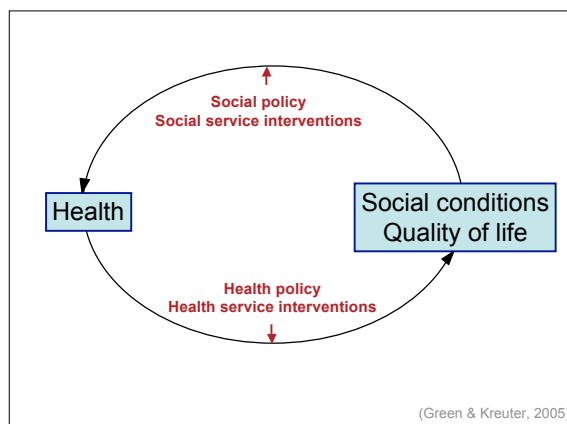 Social policy
Social service interventions
Health
Social conditions
Quality of life
Health policy
Health service interventions
(Green & Kreuter, 2005)